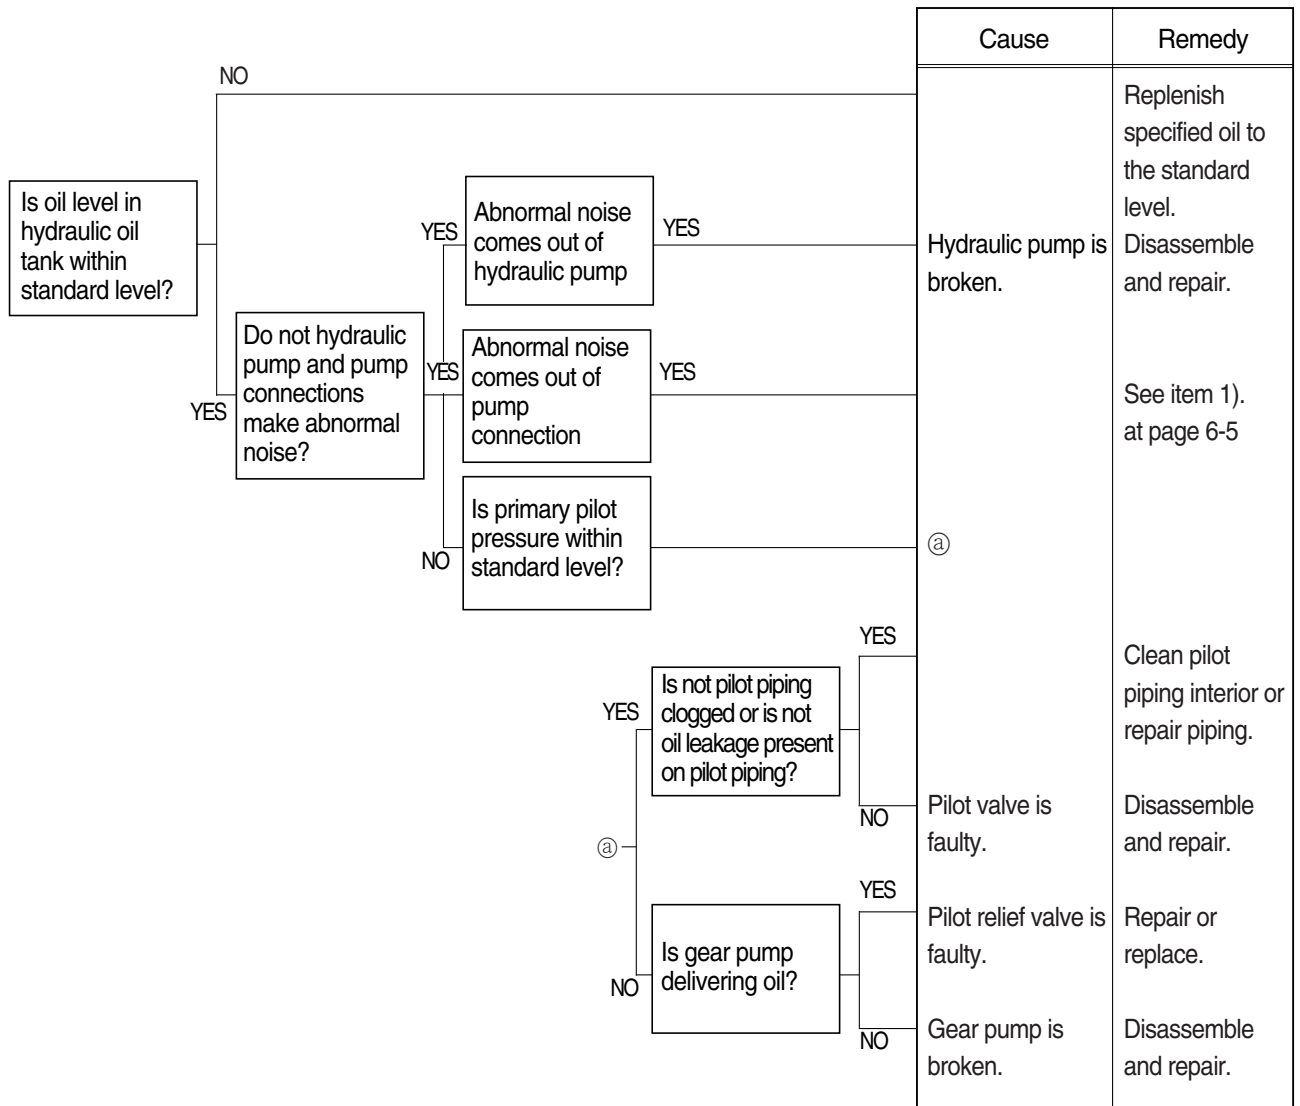 Cause
Remedy
NO
Replenish
specified oil to
the standard
level.
Is oil level in
hydraulic oil
tank within
standard level?
YES
Abnormal noise
comes out of
hydraulic pump
YES
Hydraulic pump is
broken.
Disassemble
and repair.
YES
Do not hydraulic
pump and pump
connections
make abnormal
noise?
YES
Abnormal noise
comes out of
pump
connection
YES
See item 1).
at page 6-5
NO
Is primary pilot
pressure within
standard level?
ⓐ
ⓐ
YES
Is not pilot piping
clogged or is not
oil leakage present
on pilot piping?
YES
Clean pilot
piping interior or
repair piping.
NO
Pilot valve is
faulty.
Disassemble
and repair.
NO
Is gear pump
delivering oil?
YES
Pilot relief valve is
faulty.
Repair or
replace.
NO
Gear pump is
broken.
Disassemble
and repair.